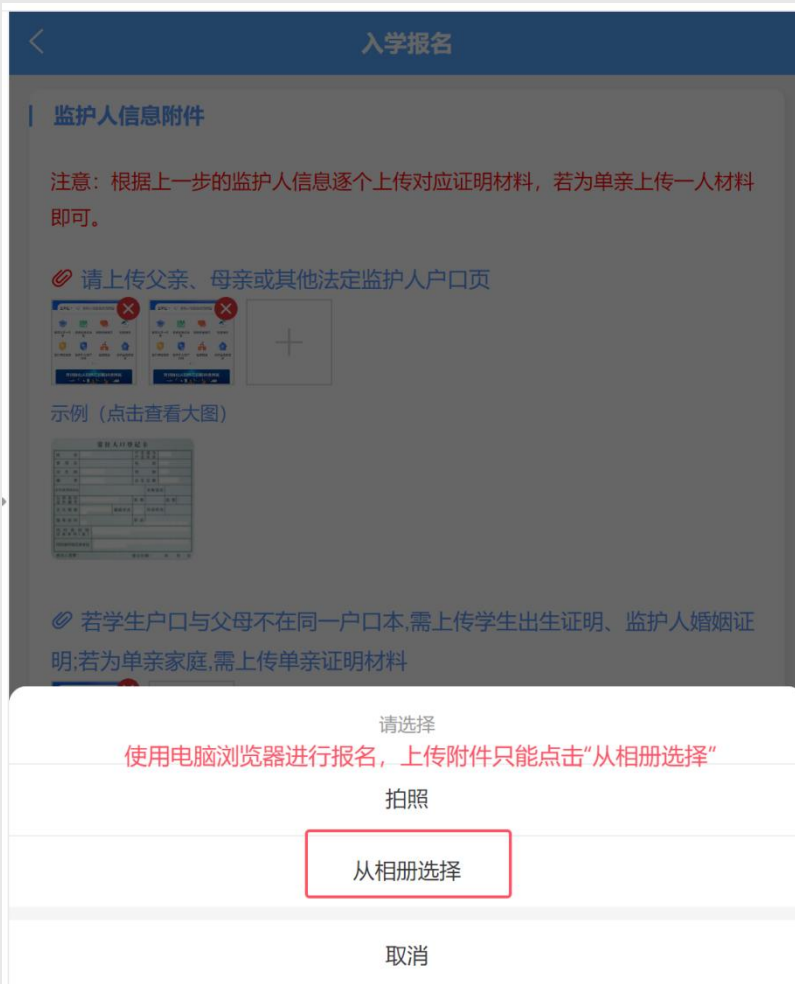 入学报名
监护人信息附件
注意：根据上一步的监护人信息逐个上传对应证明材料，若为单亲上传一人材料
即可。
请上传父亲、母亲或其他法定监护人户口页
示例（点击查看大图）
常住人口登记卡
若学生户口与父母不在同一户口本,需上传学生出生证明、监护人婚姻证
明;若为单亲家庭,需上传单亲证明材料
请选择
使用电脑浏览器进行报名，上传附件只能点击“从相册选择”
拍照
从相册选择
取消